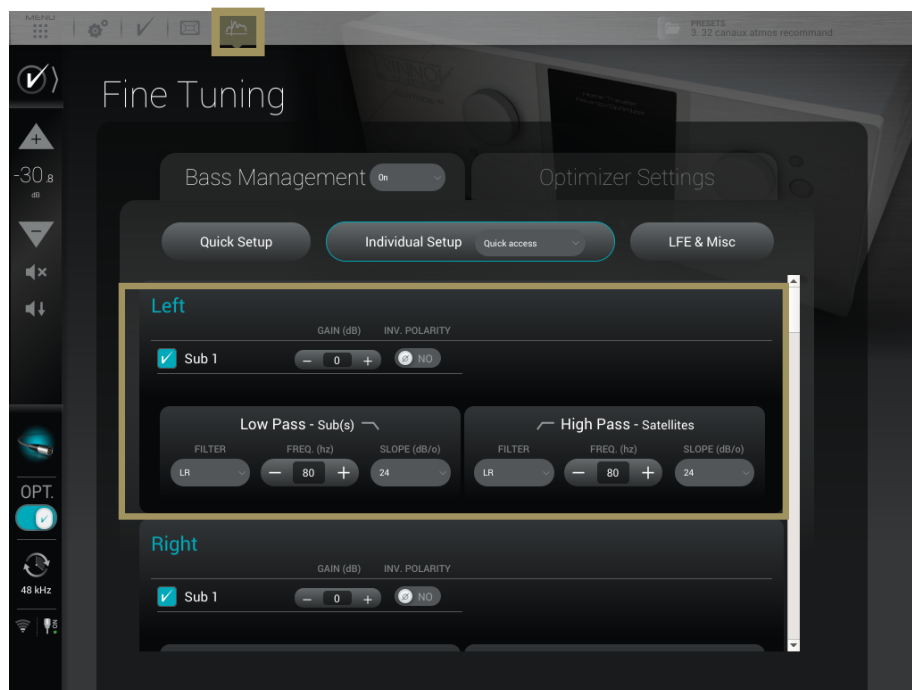 MENU
PRESETS
3. 32 canaux atmos recommand
Fine Tuning
-30.8
dB
Bass Management On
Optimizer Settings
Quick Setup
Individual Setup Quick access
LFE & Misc
Left
GAIN (dB) INV. POLARITY
Sub 1 − 0 + ø NO
Low Pass - Sub(s)
FILTER FREQ. (hz) SLOPE (dB/o)
LR − 80 + 24
High Pass - Satellites
FILTER FREQ. (hz) SLOPE (dB/o)
LR − 80 + 24
OPT.
48 kHz
Right
GAIN (dB) INV. POLARITY
Sub 1 − 0 + ø NO